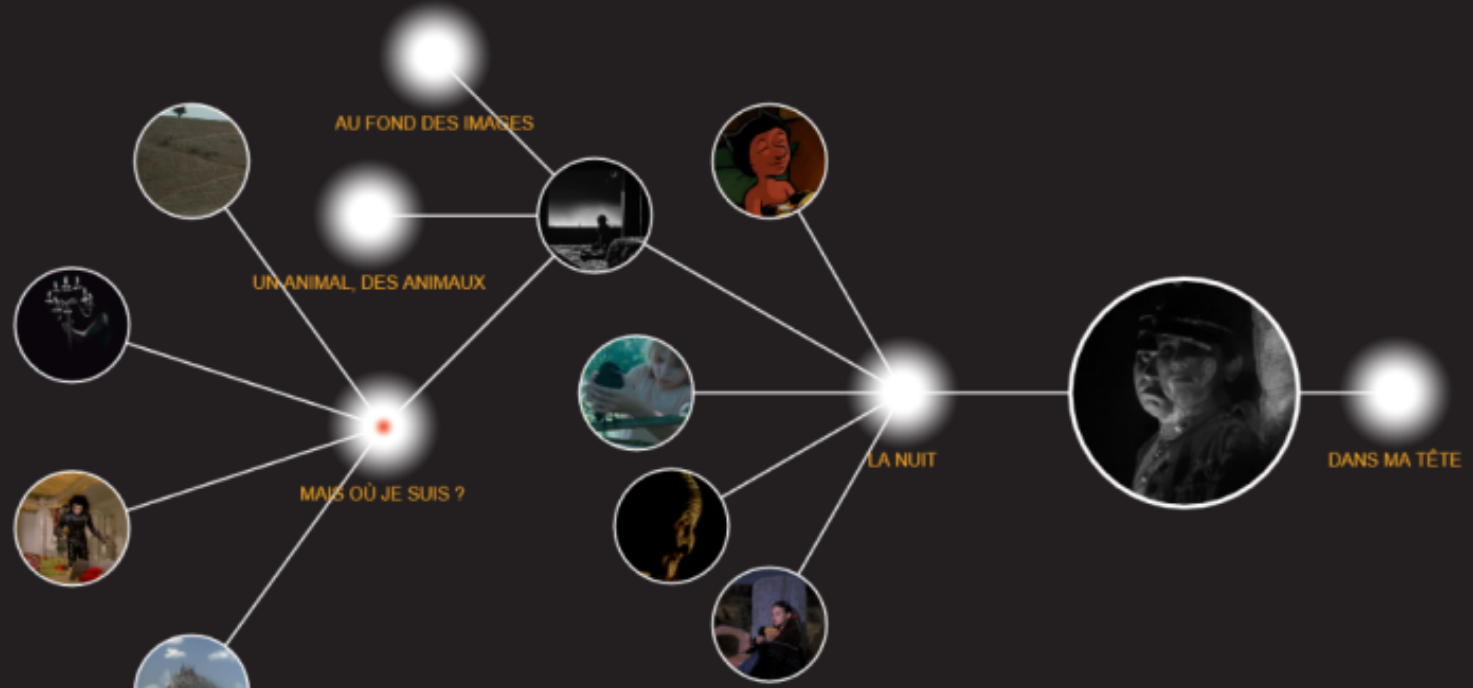 AU FOND DES IMAGES
UN ANIMAL, DES ANIMAUX
MAIS OÙ JE SUIS ?
LA NUIT
DANS MA TÊTE